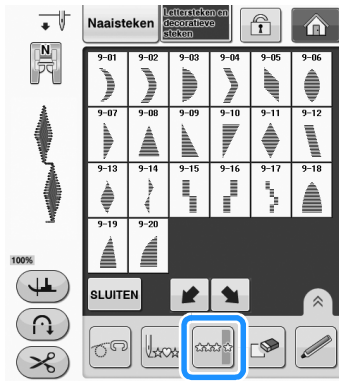 Naaisteken
Lettersteken en
decoratieve
steken
N
9-01 9-02 9-03 9-04 9-05 9-06
9-07 9-08 9-09 9-10 9-11 9-12
9-13 9-14 9-15 9-16 9-17 9-18
9-19 9-20
100%
SLUITEN